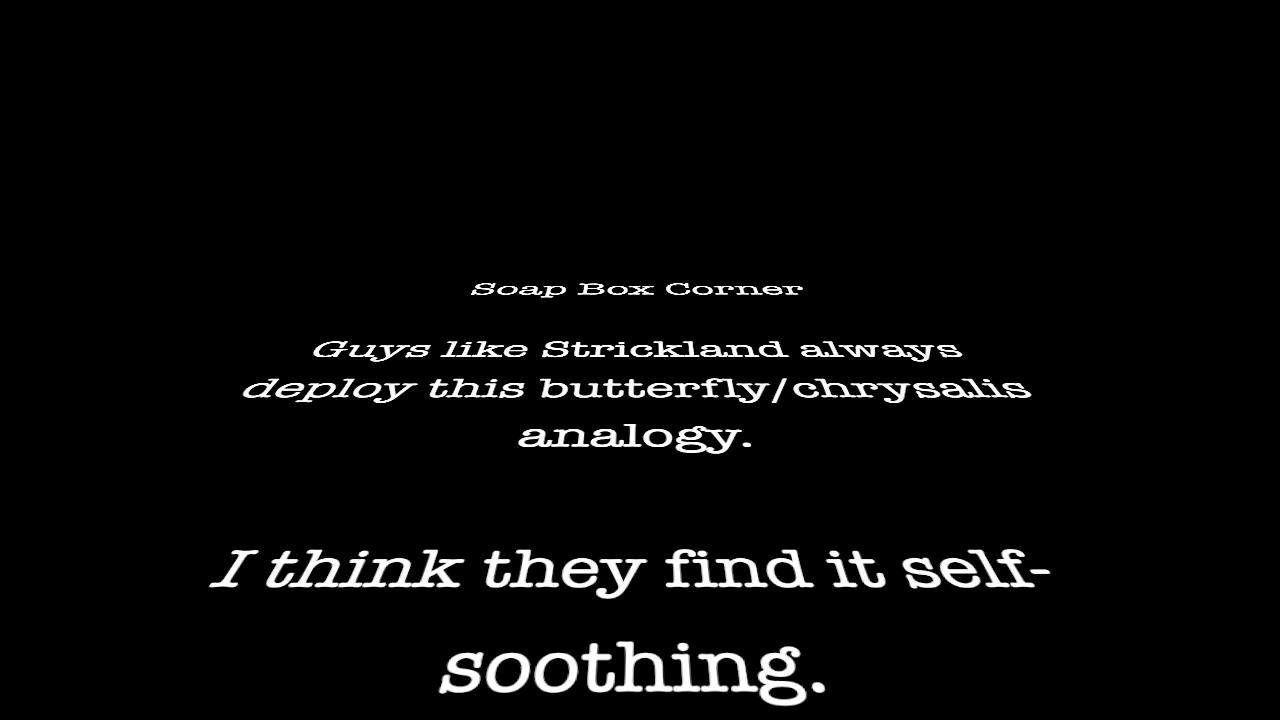 Soap Box Corner
Guys like Strickland always
deploy this butterfly/chrysalis
analogy.
I think they find it self-
soothing.